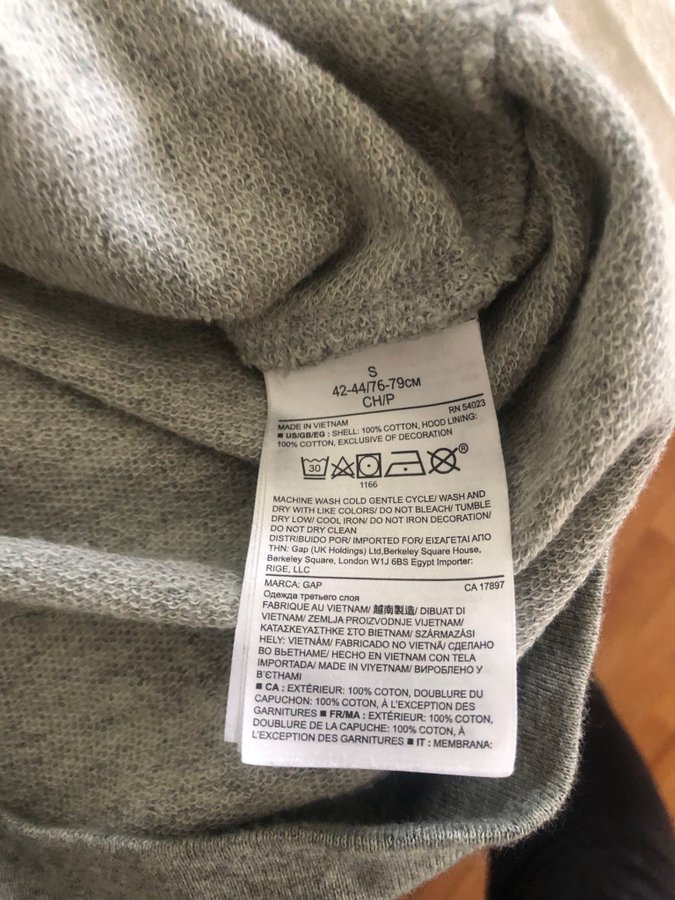 S
42-44/76-79см
CH/P
RN 54023
MADE IN VIETNAM
■ US/GB/EG : SHELL: 100% COTTON, HOOD LINING:
100% COTTON, EXCLUSIVE OF DECORATION
30
®
1166
MACHINE WASH COLD GENTLE CYCLE/ WASH AND
DRY WITH LIKE COLORS/ DO NOT BLEACH/ TUMBLE
DRY LOW/ COOL IRON/ DO NOT IRON DECORATION/
DO NOT DRY CLEAN
DISTRIBUIDO POR/ IMPORTED FOR/ ΕΙΣΑΓΕΤΑΙ ΑΠΟ
ΤΗΝ: Gap (UK Holdings) Ltd,Berkeley Square House,
Berkeley Square, London W1J 6BS Egypt Importer:
RIGE, LLC
MARCA: GAP
CA 17897
Одежда третьего слоя
FABRIQUE AU VIETNAM/ 越南製造/ DIBUAT DI
VIETNAM/ ZEMLJA PROIZVODNJE VIJETNAM/
ΚΑΤΑΣΚΕΥΑΣΤΗΚΕ ΣΤΟ ΒΙΕΤΝΑΜ/ SZÁRMAZÁSI
HELY: VIETNÁM/ FABRICADO NO VIETNÃ/ СДЕЛАНО
ВО ВЬЕТНАМЕ/ HECHO EN VIETNAM CON TELA
IMPORTADA/ MADE IN VIYETNAM/ ВИРОБЛЕНО У
В'ЄТНАМІ
■ CA : EXTÉRIEUR: 100% COTON, DOUBLURE DU
CAPUCHON: 100% COTON, À L'EXCEPTION DES
GARNITURES ■ FR/MA : EXTÉRIEUR: 100% COTON,
DOUBLURE DE LA CAPUCHE: 100% COTON, À
L'EXCEPTION DES GARNITURES ■ IT : MEMBRANA: